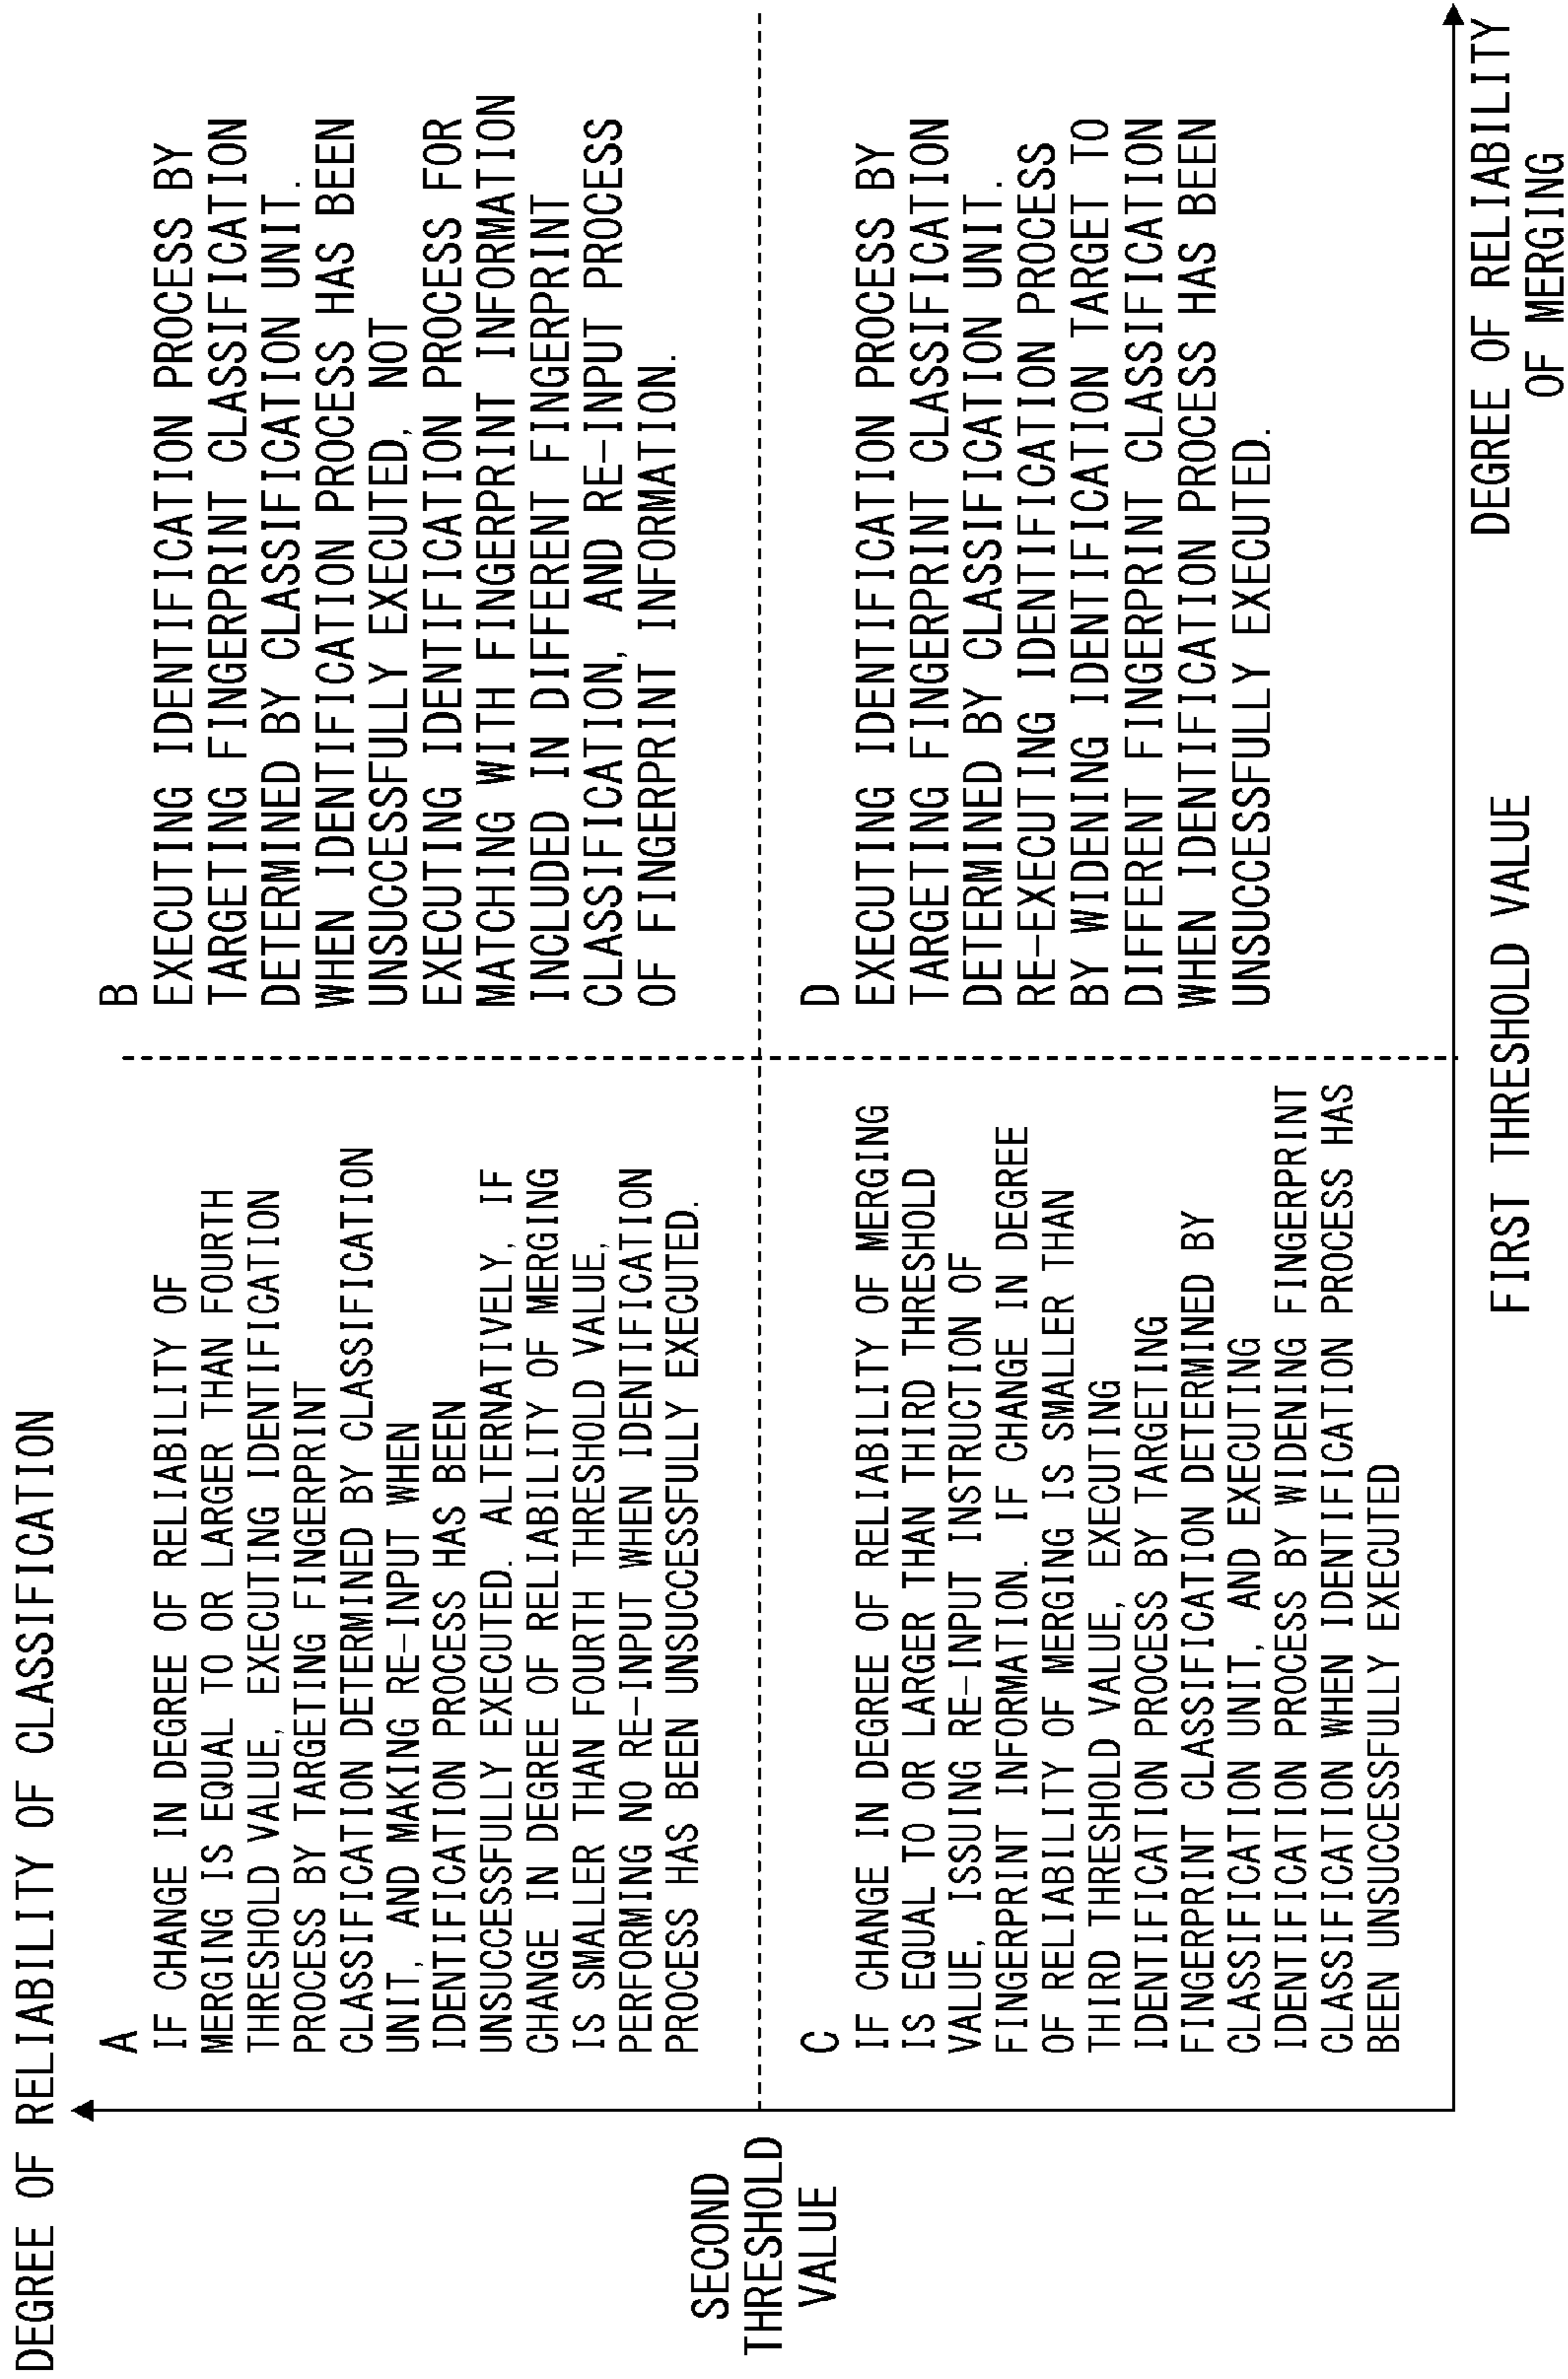 DEGREE OF RELIABILITY OF CLASSIFICATION
A
IF CHANGE IN DEGREE OF RELIABILITY OF
MERGING IS EQUAL TO OR LARGER THAN FOURTH
THRESHOLD VALUE, EXECUTING IDENTIFICATION
PROCESS BY TARGETING FINGERPRINT
CLASSIFICATION DETERMINED BY CLASSIFICATION
UNIT, AND MAKING RE-INPUT WHEN
IDENTIFICATION PROCESS HAS BEEN
UNSUCCESSFULLY EXECUTED. ALTERNATIVELY, IF
CHANGE IN DEGREE OF RELIABILITY OF MERGING
IS SMALLER THAN FOURTH THRESHOLD VALUE,
PERFORMING NO RE-INPUT WHEN IDENTIFICATION
PROCESS HAS BEEN UNSUCCESSFULLY EXECUTED.
B
EXECUTING IDENTIFICATION PROCESS BY
TARGETING FINGERPRINT CLASSIFICATION
DETERMINED BY CLASSIFICATION UNIT.
WHEN IDENTIFICATION PROCESS HAS BEEN
UNSUCCESSFULLY EXECUTED, NOT
EXECUTING IDENTIFICATION PROCESS FOR
MATCHING WITH FINGERPRINT INFORMATION
INCLUDED IN DIFFERENT FINGERPRINT
CLASSIFICATION, AND RE-INPUT PROCESS
OF FINGERPRINT INFORMATION.
SECOND
THRESHOLD
VALUE
C
IF CHANGE IN DEGREE OF RELIABILITY OF MERGING
IS EQUAL TO OR LARGER THAN THIRD THRESHOLD
VALUE, ISSUING RE-INPUT INSTRUCTION OF
FINGERPRINT INFORMATION. IF CHANGE IN DEGREE
OF RELIABILITY OF MERGING IS SMALLER THAN
THIRD THRESHOLD VALUE, EXECUTING
IDENTIFICATION PROCESS BY TARGETING
FINGERPRINT CLASSIFICATION DETERMINED BY
CLASSIFICATION UNIT, AND EXECUTING
IDENTIFICATION PROCESS BY WIDENING FINGERPRINT
CLASSIFICATION WHEN IDENTIFICATION PROCESS HAS
BEEN UNSUCCESSFULLY EXECUTED
D
EXECUTING IDENTIFICATION PROCESS BY
TARGETING FINGERPRINT CLASSIFICATION
DETERMINED BY CLASSIFICATION UNIT.
RE-EXECUTING IDENTIFICATION PROCESS
BY WIDENING IDENTIFICATION TARGET TO
DIFFERENT FINGERPRINT CLASSIFICATION
WHEN IDENTIFICATION PROCESS HAS BEEN
UNSUCCESSFULLY EXECUTED.
FIRST THRESHOLD VALUE
DEGREE OF RELIABILITY
OF MERGING